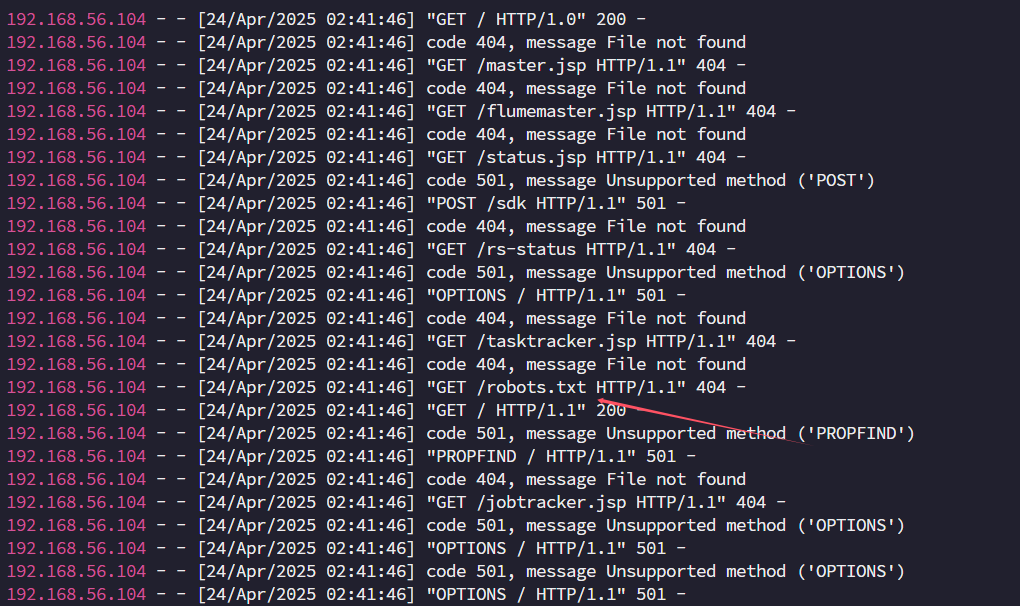 192.168.56.104 - - [24/Apr/2025 02:41:46] "GET / HTTP/1.0" 200 -
192.168.56.104 - - [24/Apr/2025 02:41:46] code 404, message File not found
192.168.56.104 - - [24/Apr/2025 02:41:46] "GET /master.jsp HTTP/1.1" 404 -
192.168.56.104 - - [24/Apr/2025 02:41:46] code 404, message File not found
192.168.56.104 - - [24/Apr/2025 02:41:46] "GET /flumemaster.jsp HTTP/1.1" 404 -
192.168.56.104 - - [24/Apr/2025 02:41:46] code 404, message File not found
192.168.56.104 - - [24/Apr/2025 02:41:46] "GET /status.jsp HTTP/1.1" 404 -
192.168.56.104 - - [24/Apr/2025 02:41:46] code 501, message Unsupported method ('POST')
192.168.56.104 - - [24/Apr/2025 02:41:46] "POST /sdk HTTP/1.1" 501 -
192.168.56.104 - - [24/Apr/2025 02:41:46] code 404, message File not found
192.168.56.104 - - [24/Apr/2025 02:41:46] "GET /rs-status HTTP/1.1" 404 -
192.168.56.104 - - [24/Apr/2025 02:41:46] code 501, message Unsupported method ('OPTIONS')
192.168.56.104 - - [24/Apr/2025 02:41:46] "OPTIONS / HTTP/1.1" 501 -
192.168.56.104 - - [24/Apr/2025 02:41:46] code 404, message File not found
192.168.56.104 - - [24/Apr/2025 02:41:46] "GET /tasktracker.jsp HTTP/1.1" 404 -
192.168.56.104 - - [24/Apr/2025 02:41:46] code 404, message File not found
192.168.56.104 - - [24/Apr/2025 02:41:46] "GET /robots.txt HTTP/1.1" 404 -
192.168.56.104 - - [24/Apr/2025 02:41:46] "GET / HTTP/1.1" 200 -
192.168.56.104 - - [24/Apr/2025 02:41:46] code 501, message Unsupported method ('PROPFIND')
192.168.56.104 - - [24/Apr/2025 02:41:46] "PROPFIND / HTTP/1.1" 501 -
192.168.56.104 - - [24/Apr/2025 02:41:46] code 404, message File not found
192.168.56.104 - - [24/Apr/2025 02:41:46] "GET /jobtracker.jsp HTTP/1.1" 404 -
192.168.56.104 - - [24/Apr/2025 02:41:46] code 501, message Unsupported method ('OPTIONS')
192.168.56.104 - - [24/Apr/2025 02:41:46] "OPTIONS / HTTP/1.1" 501 -
192.168.56.104 - - [24/Apr/2025 02:41:46] code 501, message Unsupported method ('OPTIONS')
192.168.56.104 - - [24/Apr/2025 02:41:46] "OPTIONS / HTTP/1.1" 501 -